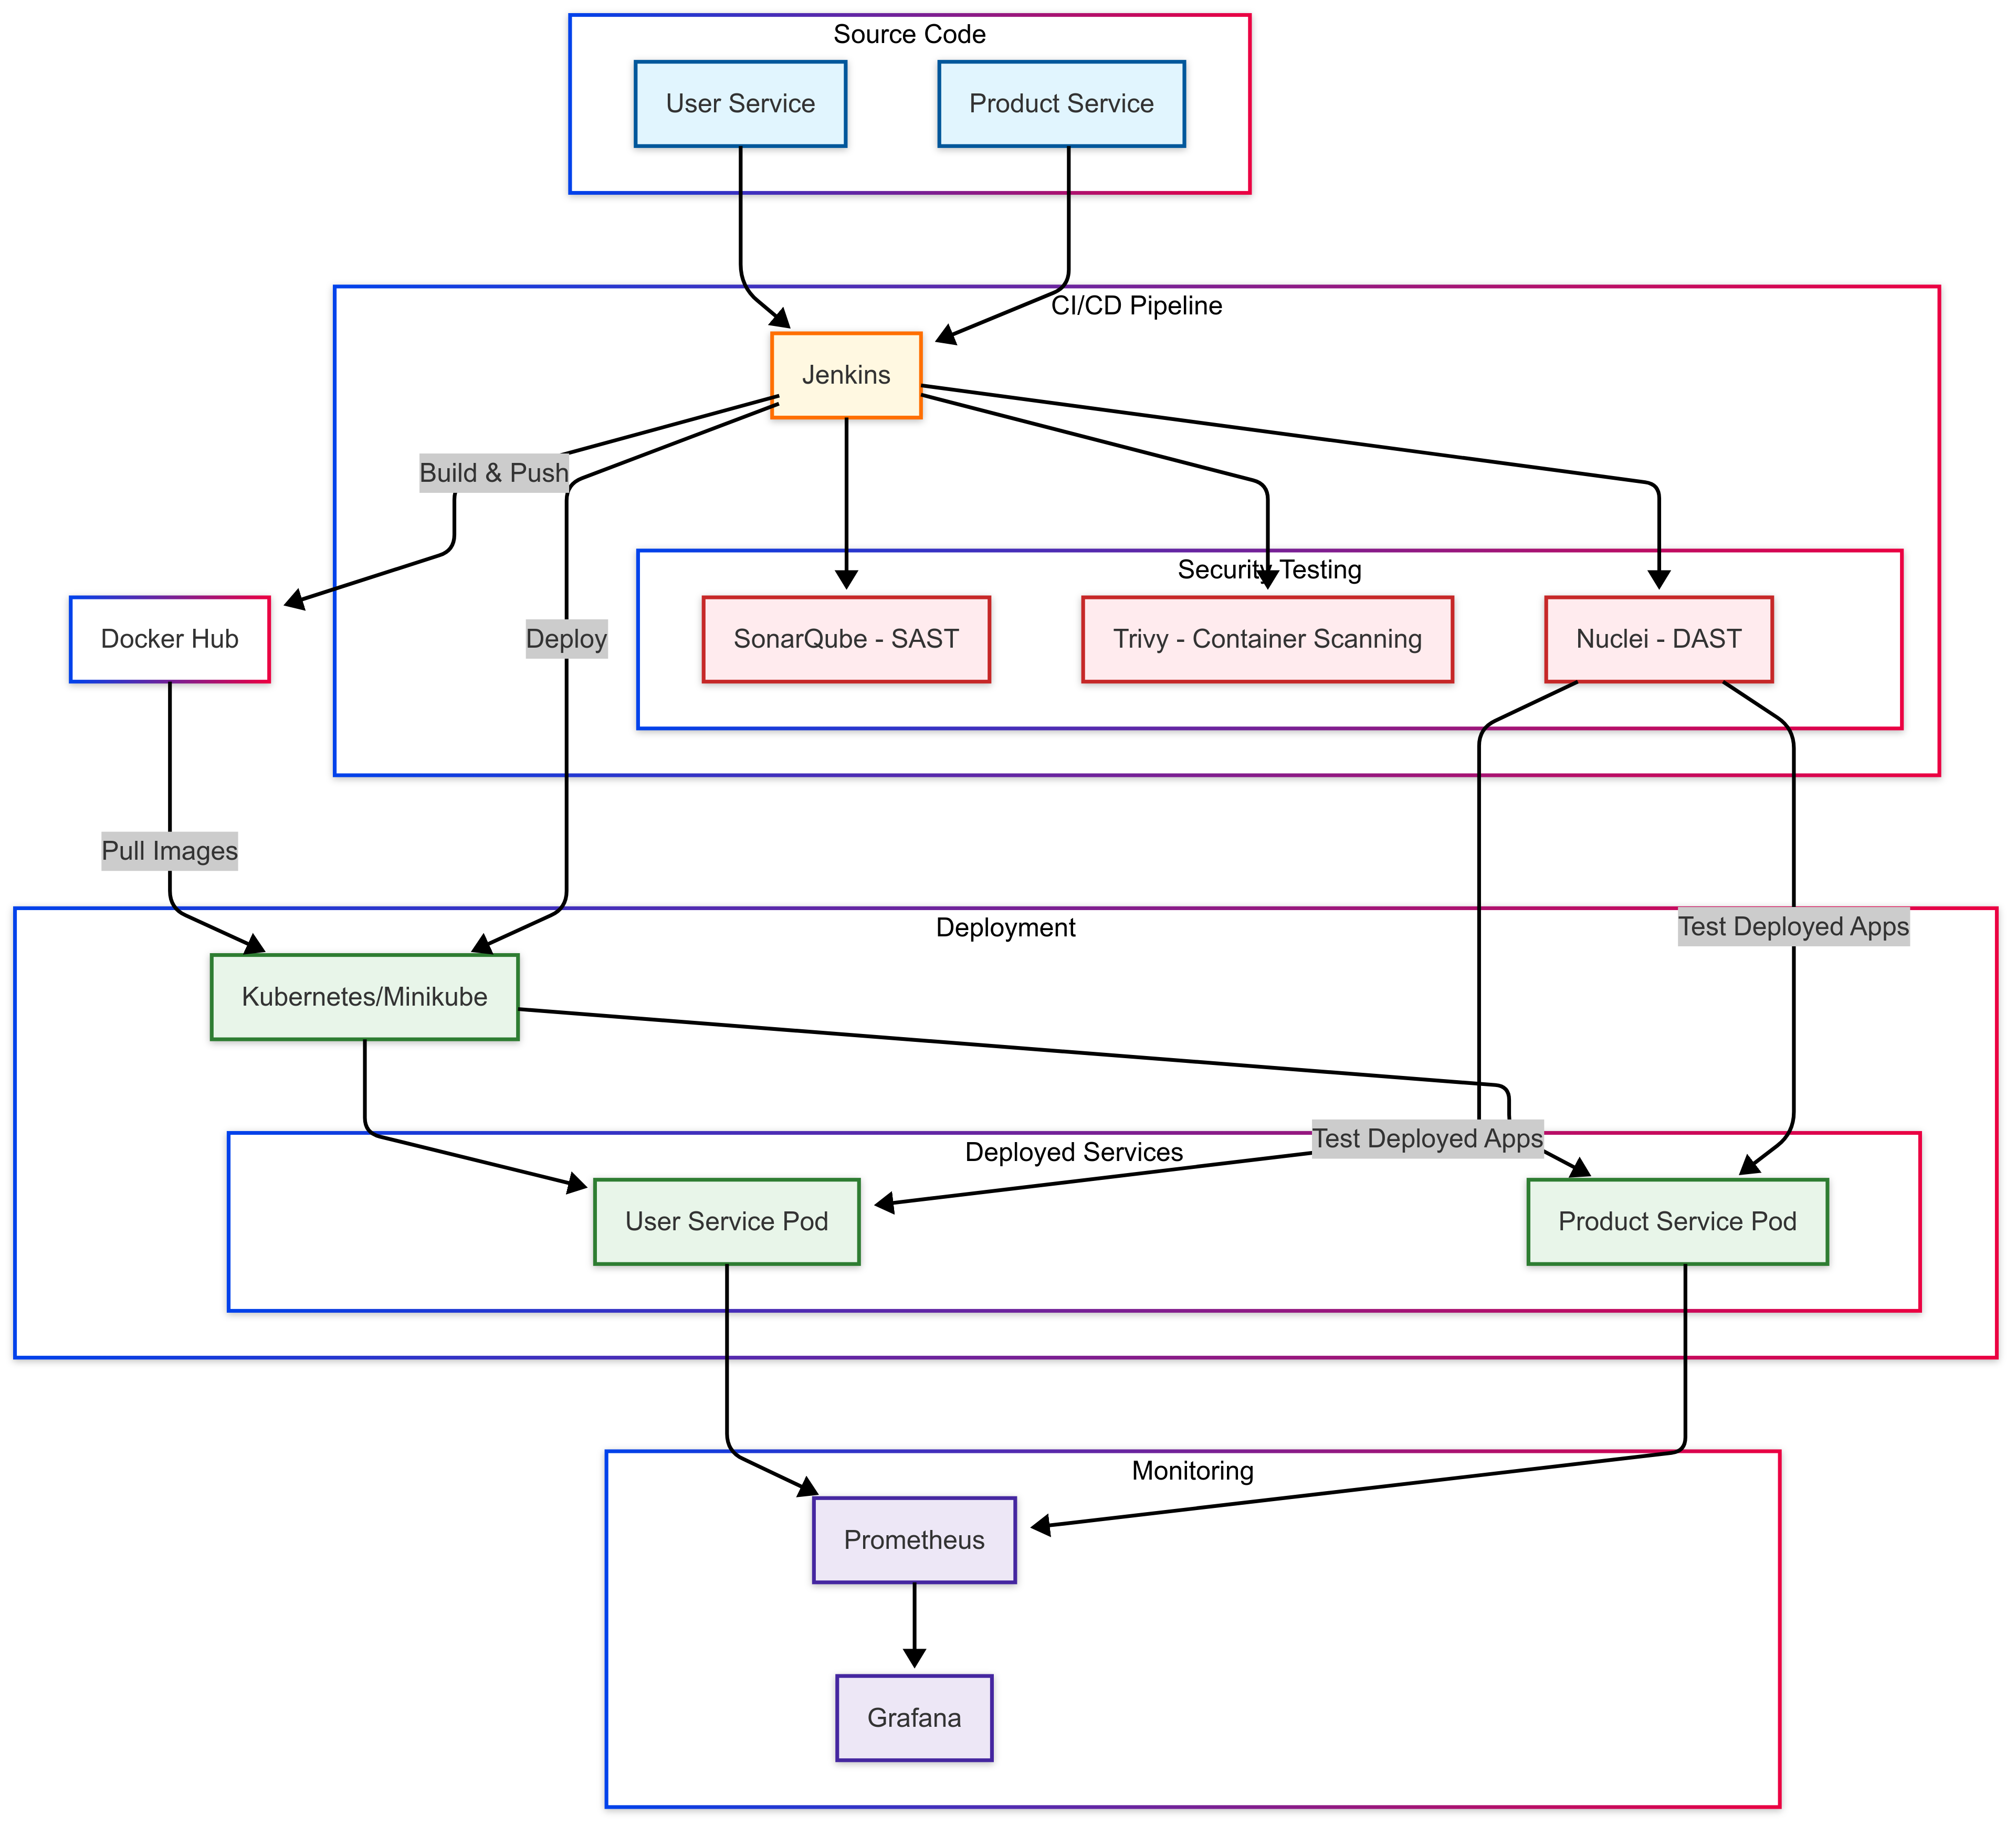 Source Code
User Service
Product Service
CI/CD Pipeline
Jenkins
Build & Push
Security Testing
Docker Hub
Deploy
SonarQube - SAST
Trivy - Container Scanning
Nuclei - DAST
Pull Images
Deployment
Test Deployed Apps
Kubernetes/Minikube
Test Deployed Apps
Deployed Services
User Service Pod
Product Service Pod
Monitoring
Prometheus
Grafana